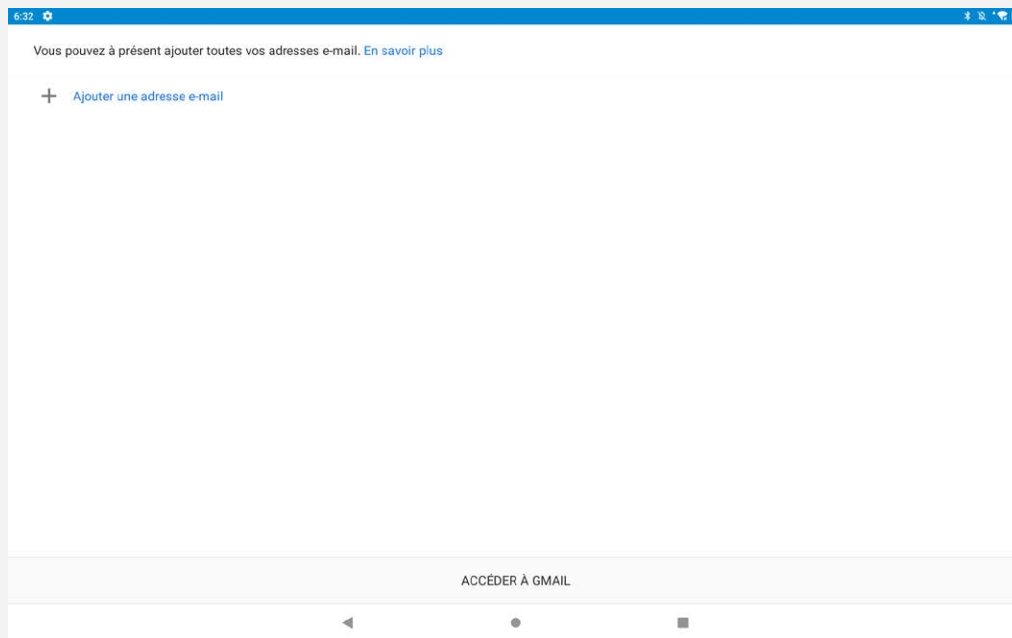 6:32
Vous pouvez à présent ajouter toutes vos adresses e-mail. En savoir plus
Ajouter une adresse e-mail
ACCÉDER À GMAIL